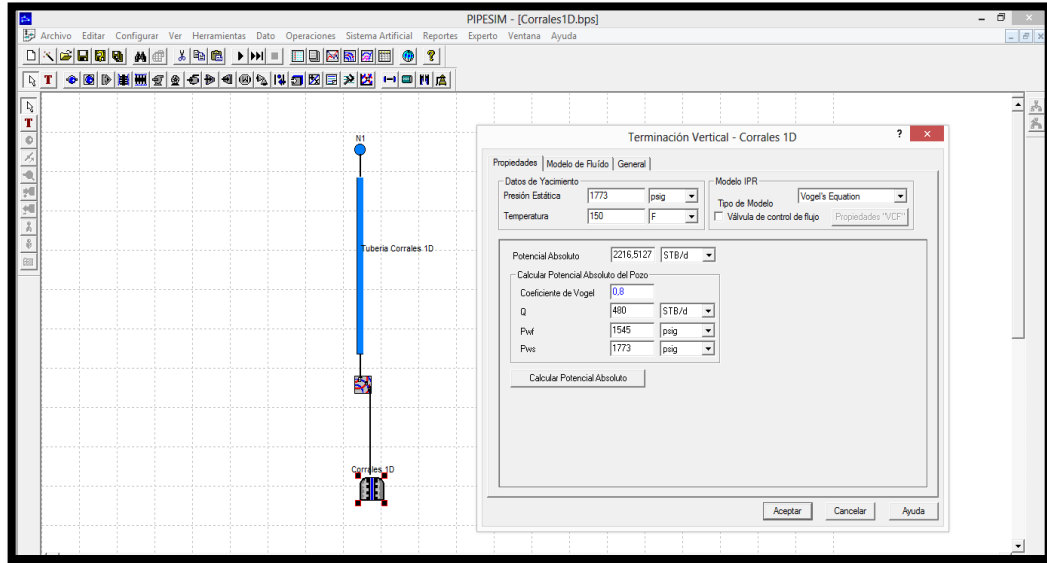 PIPESIM - [Corrales1D.bps]
Archivo Editar Configurar Ver Herramientas Dato Operaciones Sistema Artificial Reportes Experto Ventana Ayuda
T
T
N1
Tuberia Corrales 1D
Corrales 1D
Terminación Vertical - Corrales 1D ? ×
Propiedades Modelo de Fluído General
Datos de Yacimiento
Presión Estática 1773 psig
Temperatura 150 F
Modelo IPR
Tipo de Modelo Vogel's Equation
Válvula de control de flujo Propiedades "VCF"
Potencial Absoluto 2216,5127 STB/d
Calcular Potencial Absoluto del Pozo
Coeficiente de Vogel 0,8
Q 480 STB/d
Pwf 1545 psig
Pws 1773 psig
Calcular Potencial Absoluto
Aceptar Cancelar Ayuda